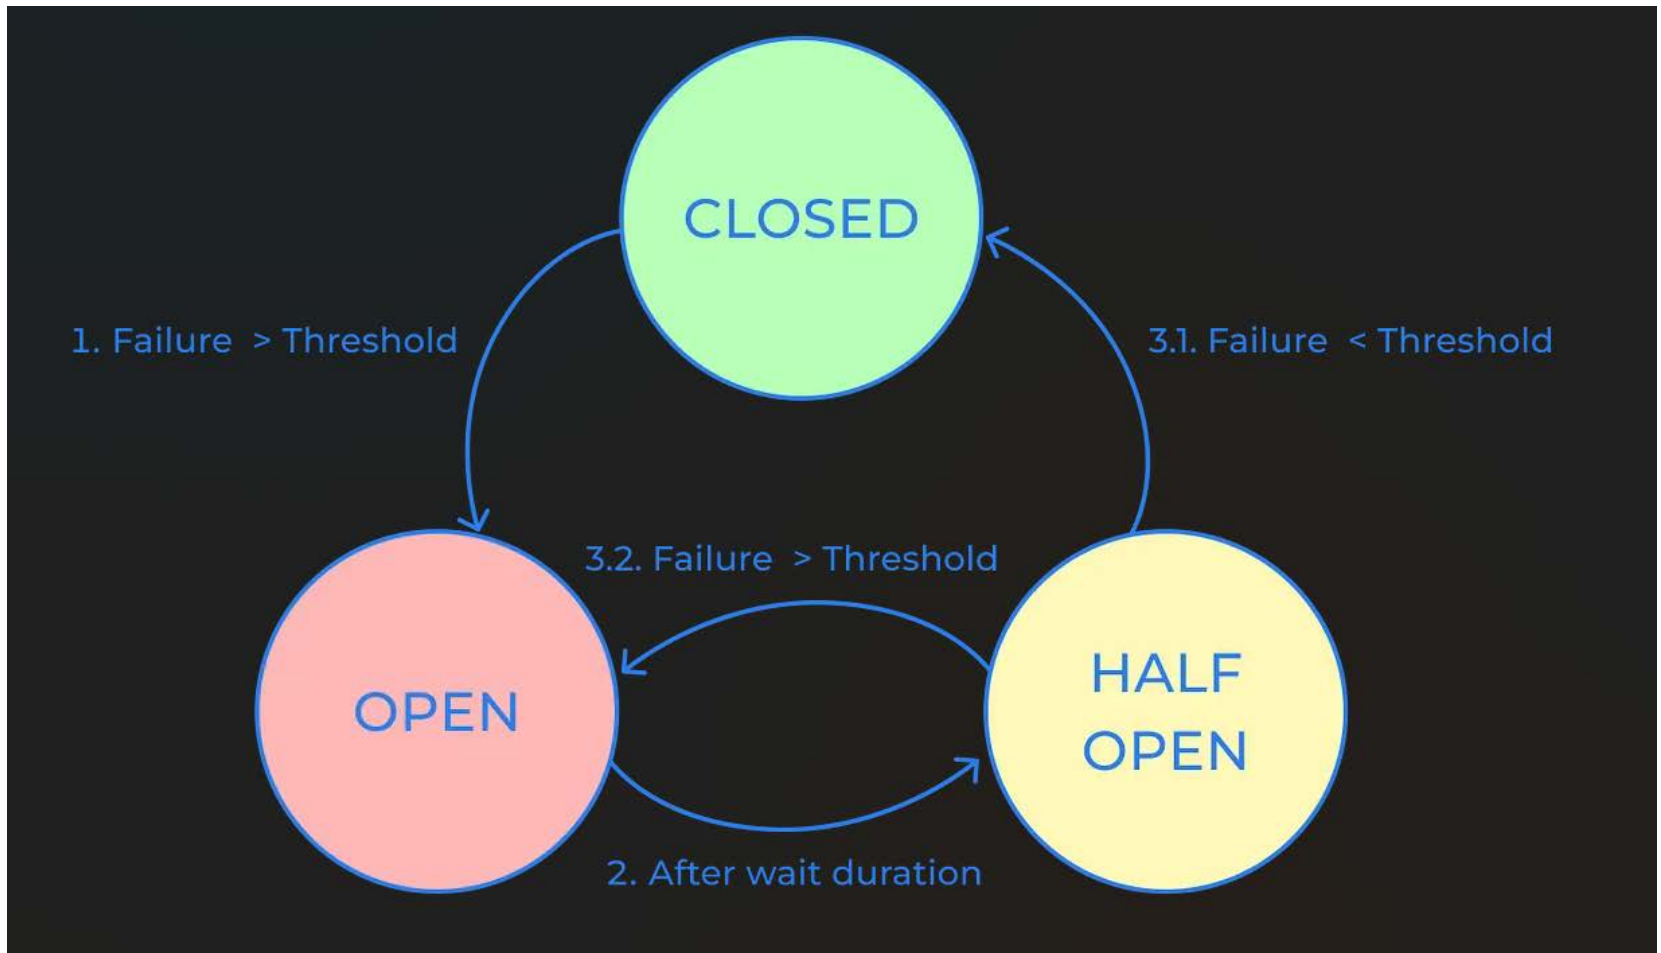 CLOSED
1. Failure > Threshold
3.1. Failure < Threshold
3.2. Failure > Threshold
OPEN
HALF
OPEN
2. After wait duration